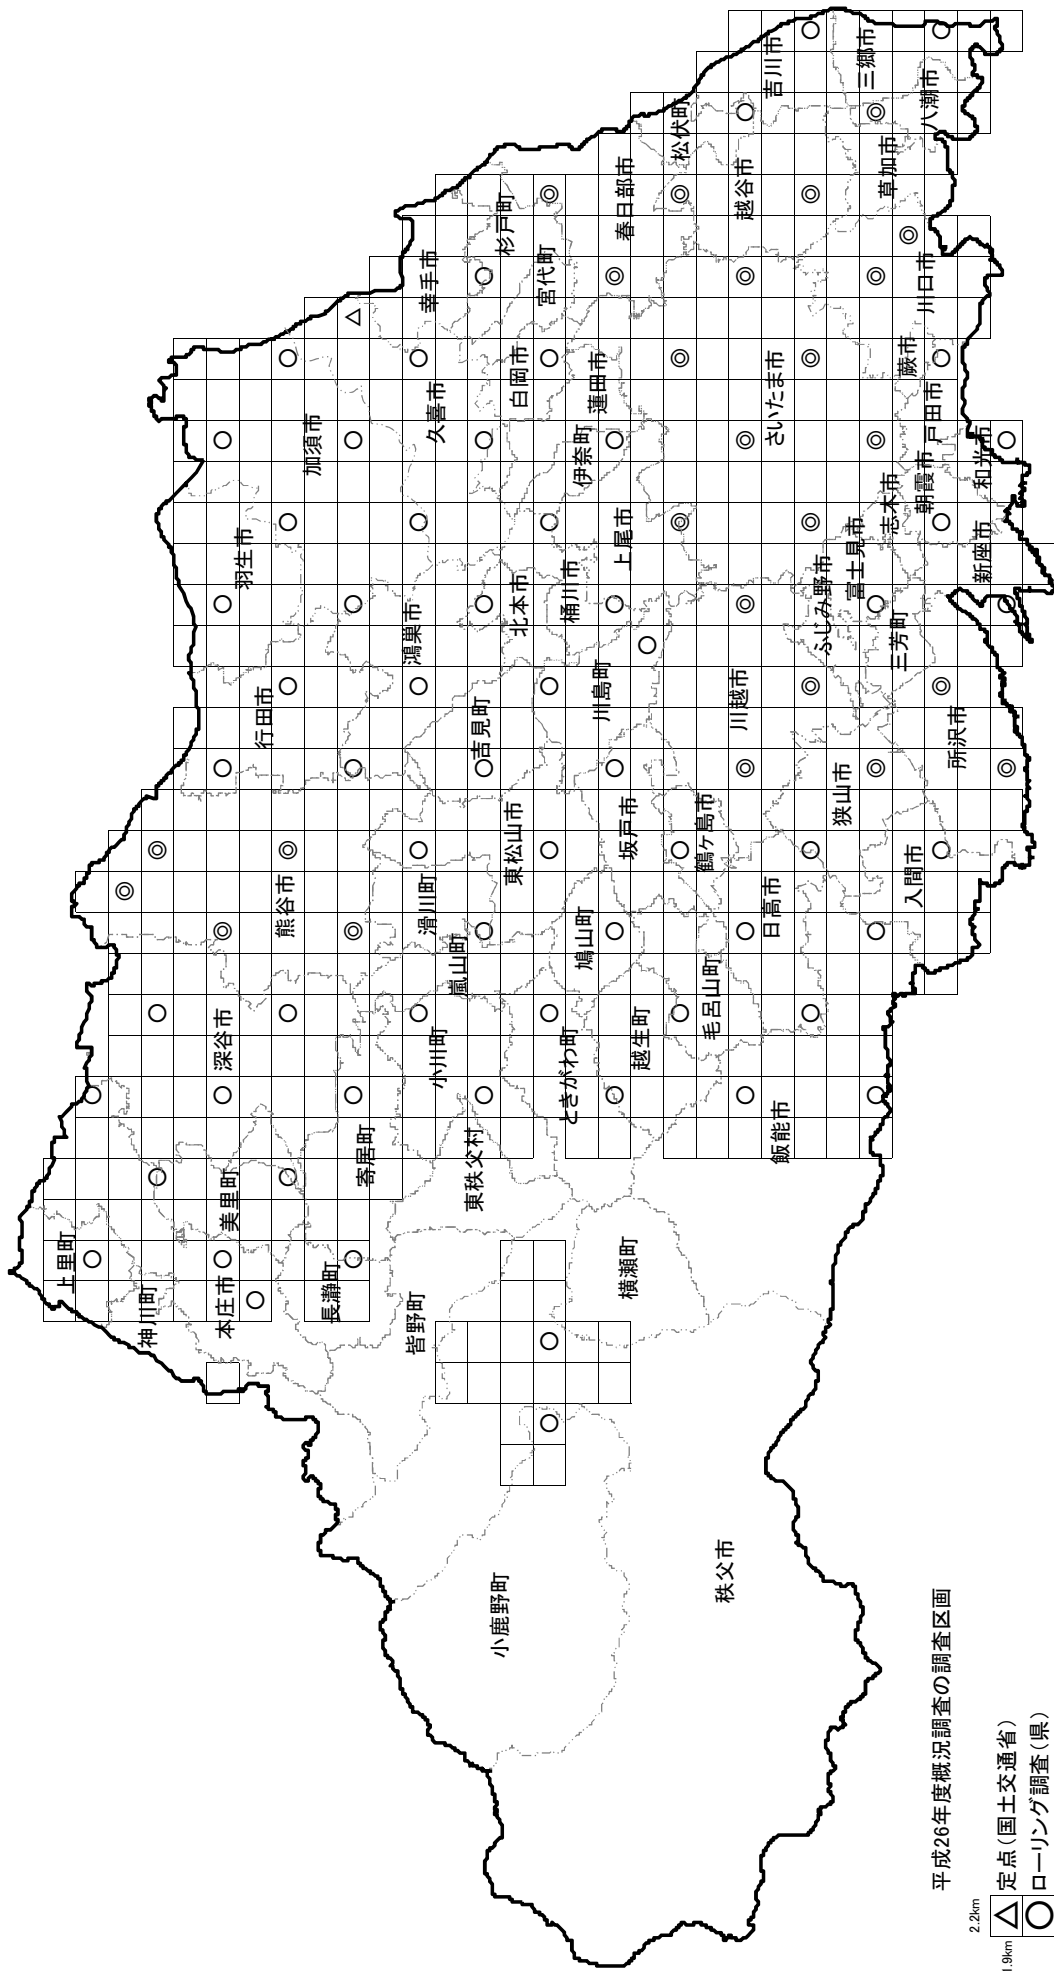 上里町
神川町
本庄市
美里町
深谷市
長瀞町
寄居町
皆野町
小鹿野町
秩父市
横瀬町
東秩父村
小川町
ときがわ町
嵐山町
滑川町
熊谷市
行田市
羽生市
加須市
鴻巣市
吉見町
東松山市
鳩山町
越生町
毛呂山町
坂戸市
鶴ヶ島市
日高市
飯能市
入間市
狭山市
所沢市
川越市
川島町
北本市
桶川市
上尾市
伊奈町
久喜市
白岡市
蓮田市
幸手市
杉戸町
宮代町
春日部市
松伏町
越谷市
吉川市
三郷市
八潮市
草加市
川口市
蕨市
戸田市
さいたま市
和光市
朝霞市
志木市
新座市
富士見市
ふじみ野市
三芳町
平成26年度概況調査の調査区画
2.2km
1.9km
定点(国土交通省)
ローリング調査(県)